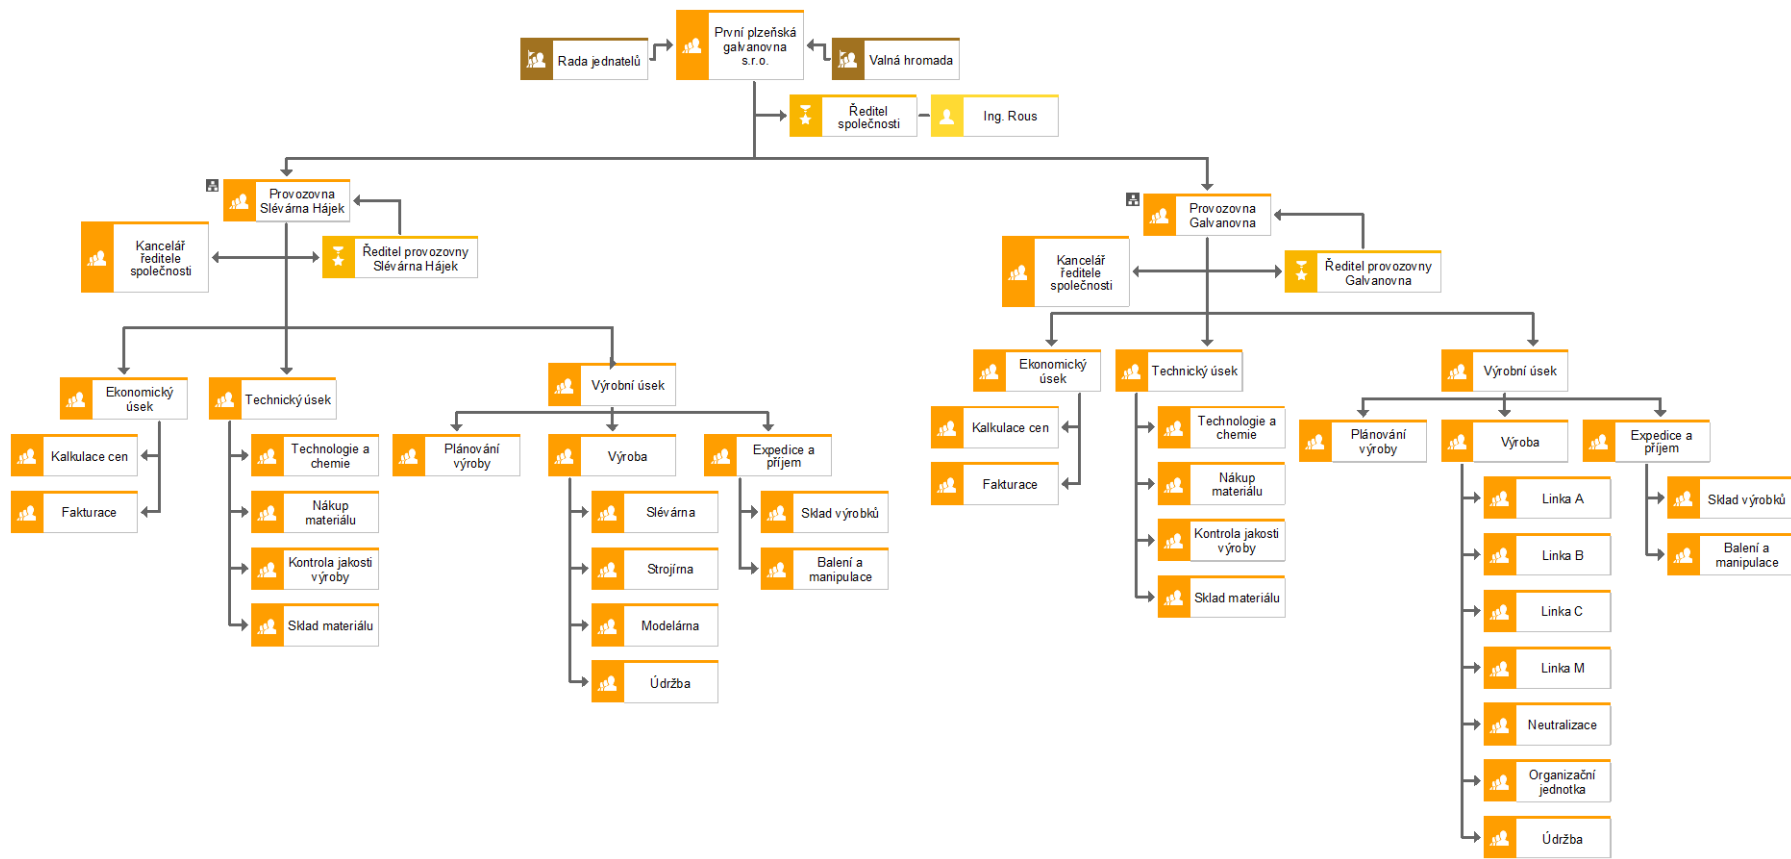 První plzeňská
galvanovna
s.r.o.
Rada jednatelů
Valná hromada
Ředitel
společnosti
Ing. Rous
Provozovna
Slévárna Hájek
Kancelář
ředitele
společnosti
Ředitel provozovny
Slévárna Hájek
Ekonomický
úsek
Kalkulace cen
Fakturace
Technický úsek
Technologie a
chemie
Nákup
materiálu
Kontrola jakosti
výroby
Sklad materiálu
Výrobní úsek
Plánování
výroby
Výroba
Slévárna
Strojírna
Modelárna
Údržba
Expedice a
příjem
Sklad výrobků
Balení a
manipulace
Provozovna
Galvanovna
Kancelář
ředitele
společnosti
Ředitel provozovny
Galvanovna
Ekonomický
úsek
Kalkulace cen
Fakturace
Technický úsek
Technologie a
chemie
Nákup
materiálu
Kontrola jakosti
výroby
Sklad materiálu
Výrobní úsek
Plánování
výroby
Výroba
Linka A
Linka B
Linka C
Linka M
Neutralizace
Organizační
jednotka
Údržba
Expedice a
příjem
Sklad výrobků
Balení a
manipulace